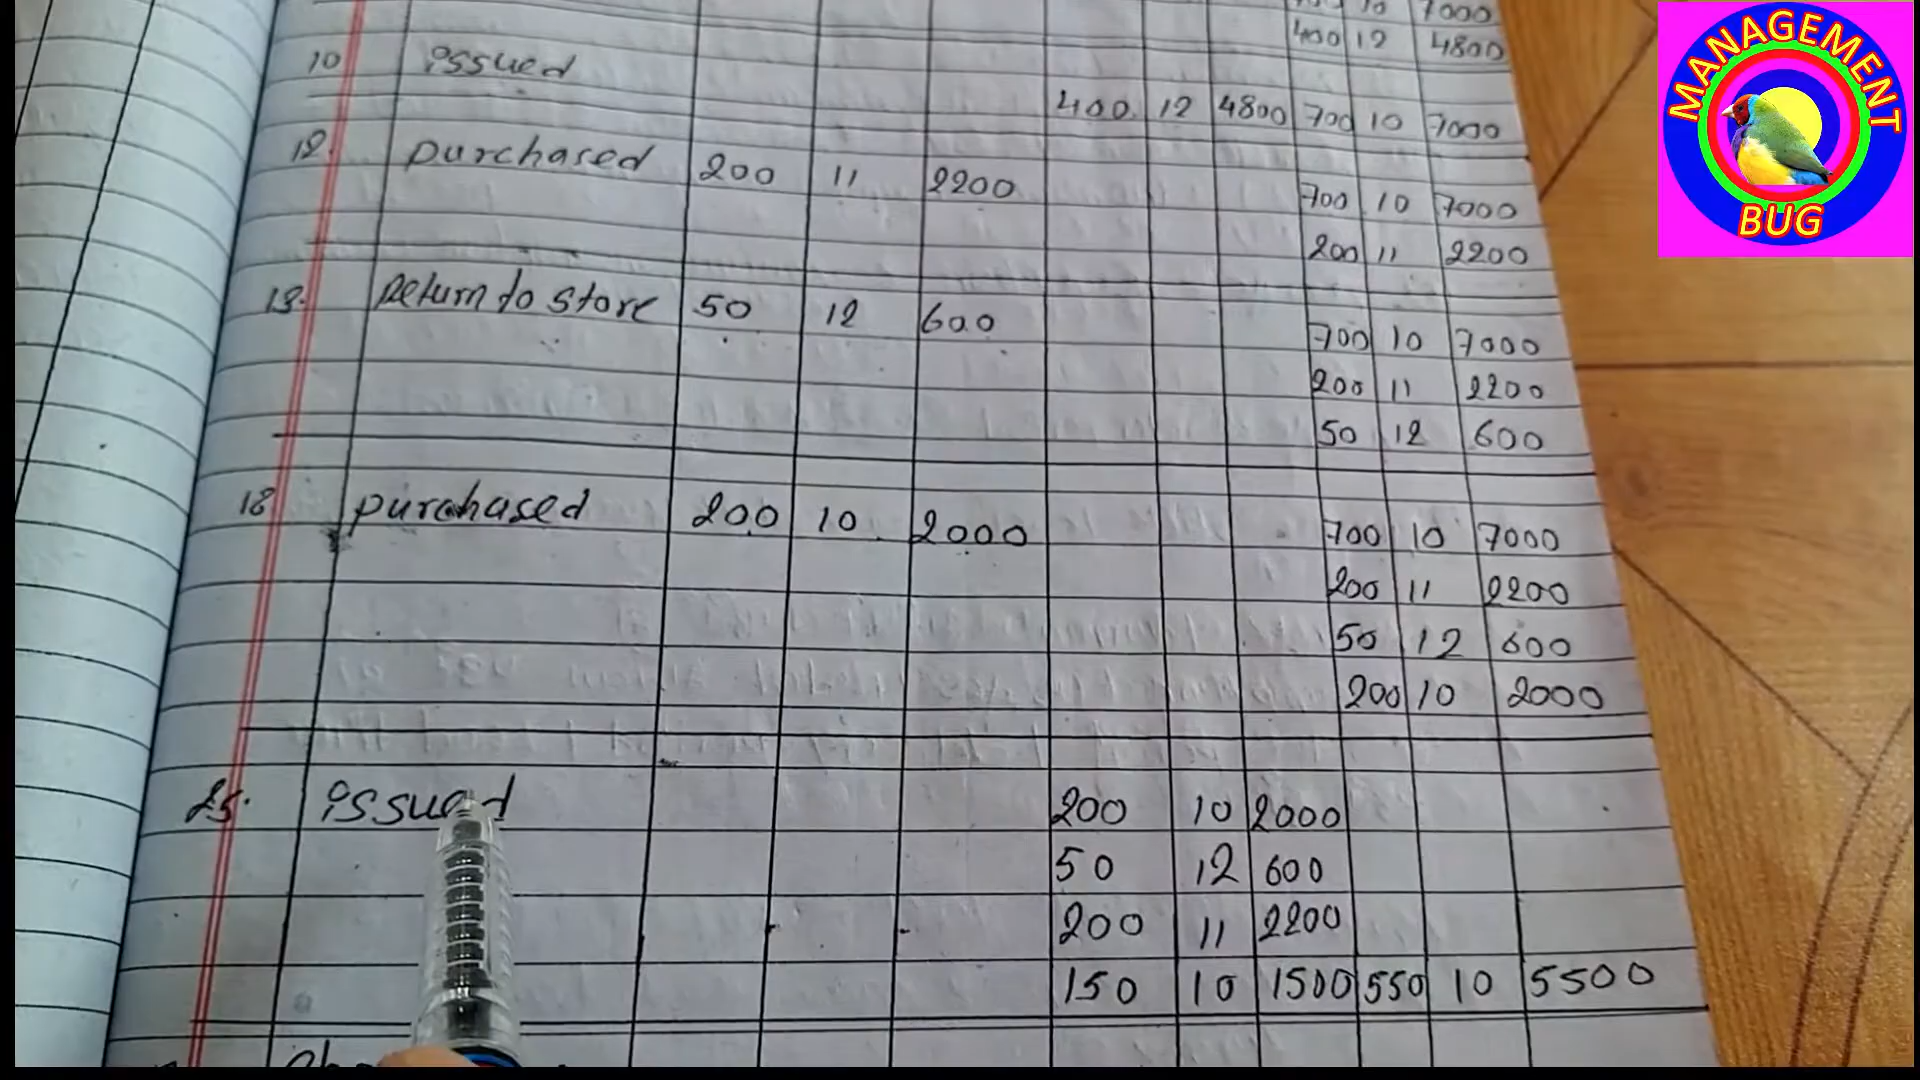 10 7000
400 12 4800
10 issued
400 12 4800 700 10 7000
12. purchased 200 11 2200 700 10 7000
200 11 2200
13. Return to store 50 12 600 700 10 7000
200 11 2200
50 12 600
18 purchased 200 10 2000 700 10 7000
200 11 2200
50 12 600
200 10 2000
25. issued 200 10 2000
50 12 600
200 11 2200
150 10 1500 550 10 5500
MANAGEMENT
BUG